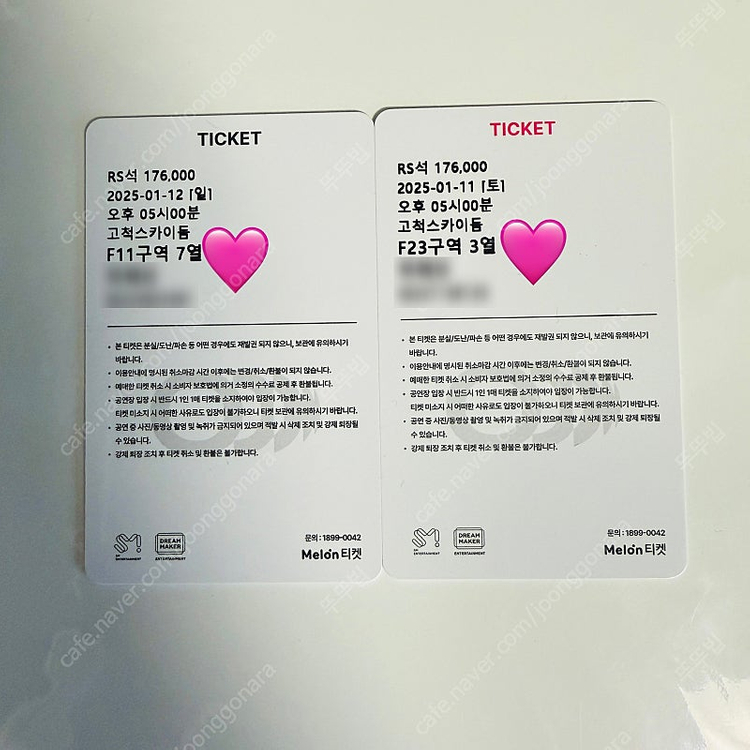 TICKET
RS석 176,000
2025-01-12 [일]
오후 05시00분
고척스카이돔
F11구역 7열
• 본 티켓은 분실/도난/파손 등 어떤 경우에도 재발권 되지 않으니, 보관에 유의하시기
바랍니다.
• 이용안내에 명시된 취소마감 시간 이후에는 변경/취소/환불이 되지 않습니다.
• 예매한 티켓 취소 시 소비자 보호법에 의거 소정의 수수료 공제 후 환불됩니다.
• 공연장 입장 시 반드시 1인 1매 티켓을 소지하여야 입장이 가능합니다.
티켓 미소지 시 어떠한 사유로도 입장이 불가하오니 티켓 보관에 유의하시기 바랍니다.
• 공연 중 사진/동영상 촬영 및 녹취가 금지되어 있으며 적발 시 삭제 조치 및 강제 퇴장될
수 있습니다.
• 강제 퇴장 조치 후 티켓 취소 및 환불은 불가합니다.
SM
ENTERTAINMENT
DREAM
MAKER
ENTERTAINMENT
문의 : 1899-0042
Melon티켓
TICKET
RS석 176,000
2025-01-11 [토]
오후 05시00분
고척스카이돔
F23구역 3열
• 본 티켓은 분실/도난/파손 등 어떤 경우에도 재발권 되지 않으니, 보관에 유의하시기
바랍니다.
• 이용안내에 명시된 취소마감 시간 이후에는 변경/취소/환불이 되지 않습니다.
• 예매한 티켓 취소 시 소비자 보호법에 의거 소정의 수수료 공제 후 환불됩니다.
• 공연장 입장 시 반드시 1인 1매 티켓을 소지하여야 입장이 가능합니다.
티켓 미소지 시 어떠한 사유로도 입장이 불가하오니 티켓 보관에 유의하시기 바랍니다.
• 공연 중 사진/동영상 촬영 및 녹취가 금지되어 있으며 적발 시 삭제 조치 및 강제 퇴장될
수 있습니다.
• 강제 퇴장 조치 후 티켓 취소 및 환불은 불가합니다.
SM
ENTERTAINMENT
DREAM
MAKER
ENTERTAINMENT
문의 : 1899-0042
Melon티켓
cafe.naver.com/joonggonara
뚜뚜빕